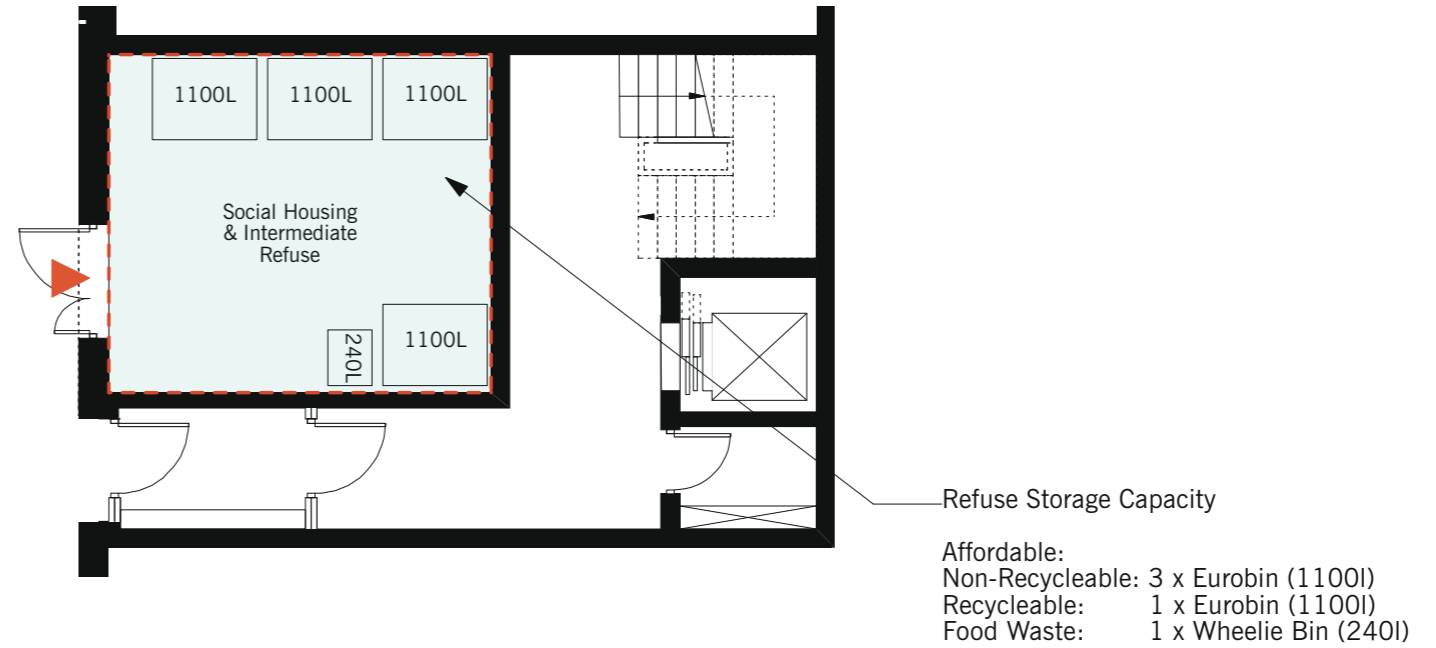 1100L 1100L 1100L
Social Housing
& Intermediate
Refuse
240L 1100L
Refuse Storage Capacity
Affordable:
Non-Recycleable: 3 x Eurobin (1100l)
Recycleable: 1 x Eurobin (1100l)
Food Waste: 1 x Wheelie Bin (240l)